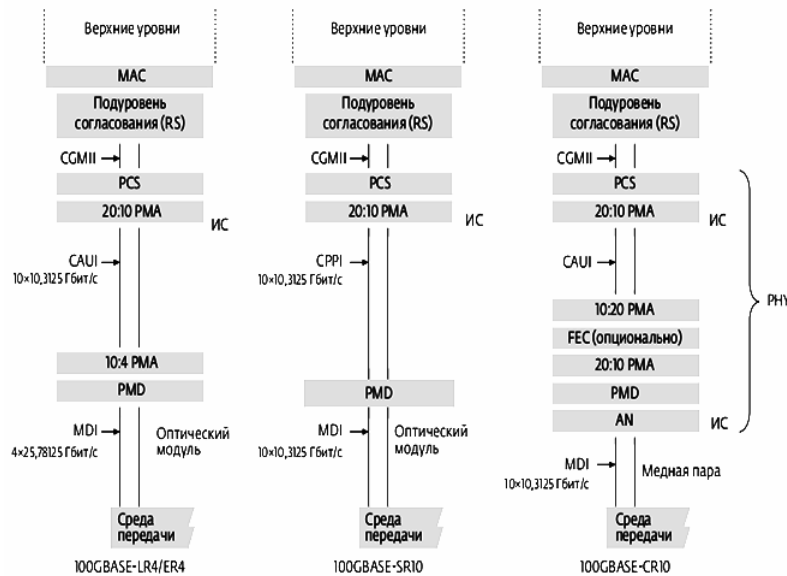 Верхние уровни
MAC
Подуровень
согласования (RS)
CGMII
PCS
20:10 PMA
ИС
CAUI
10×10,3125 Гбит/с
10:4 PMA
PMD
MDI
4×25,78125 Гбит/с
Оптический
модуль
Среда
передачи
100GBASE-LR4/ER4
Верхние уровни
MAC
Подуровень
согласования (RS)
CGMII
PCS
20:10 PMA
ИС
CPPI
10×10,3125 Гбит/с
PMD
MDI
10×10,3125 Гбит/с
Оптический
модуль
Среда
передачи
100GBASE-SR10
Верхние уровни
MAC
Подуровень
согласования (RS)
CGMII
PCS
20:10 PMA
ИС
CAUI
10:20 PMA
FEC (опционально)
20:10 PMA
PMD
AN
ИС
MDI
10×10,3125 Гбит/с
Медная пара
Среда
передачи
100GBASE-CR10
PHY